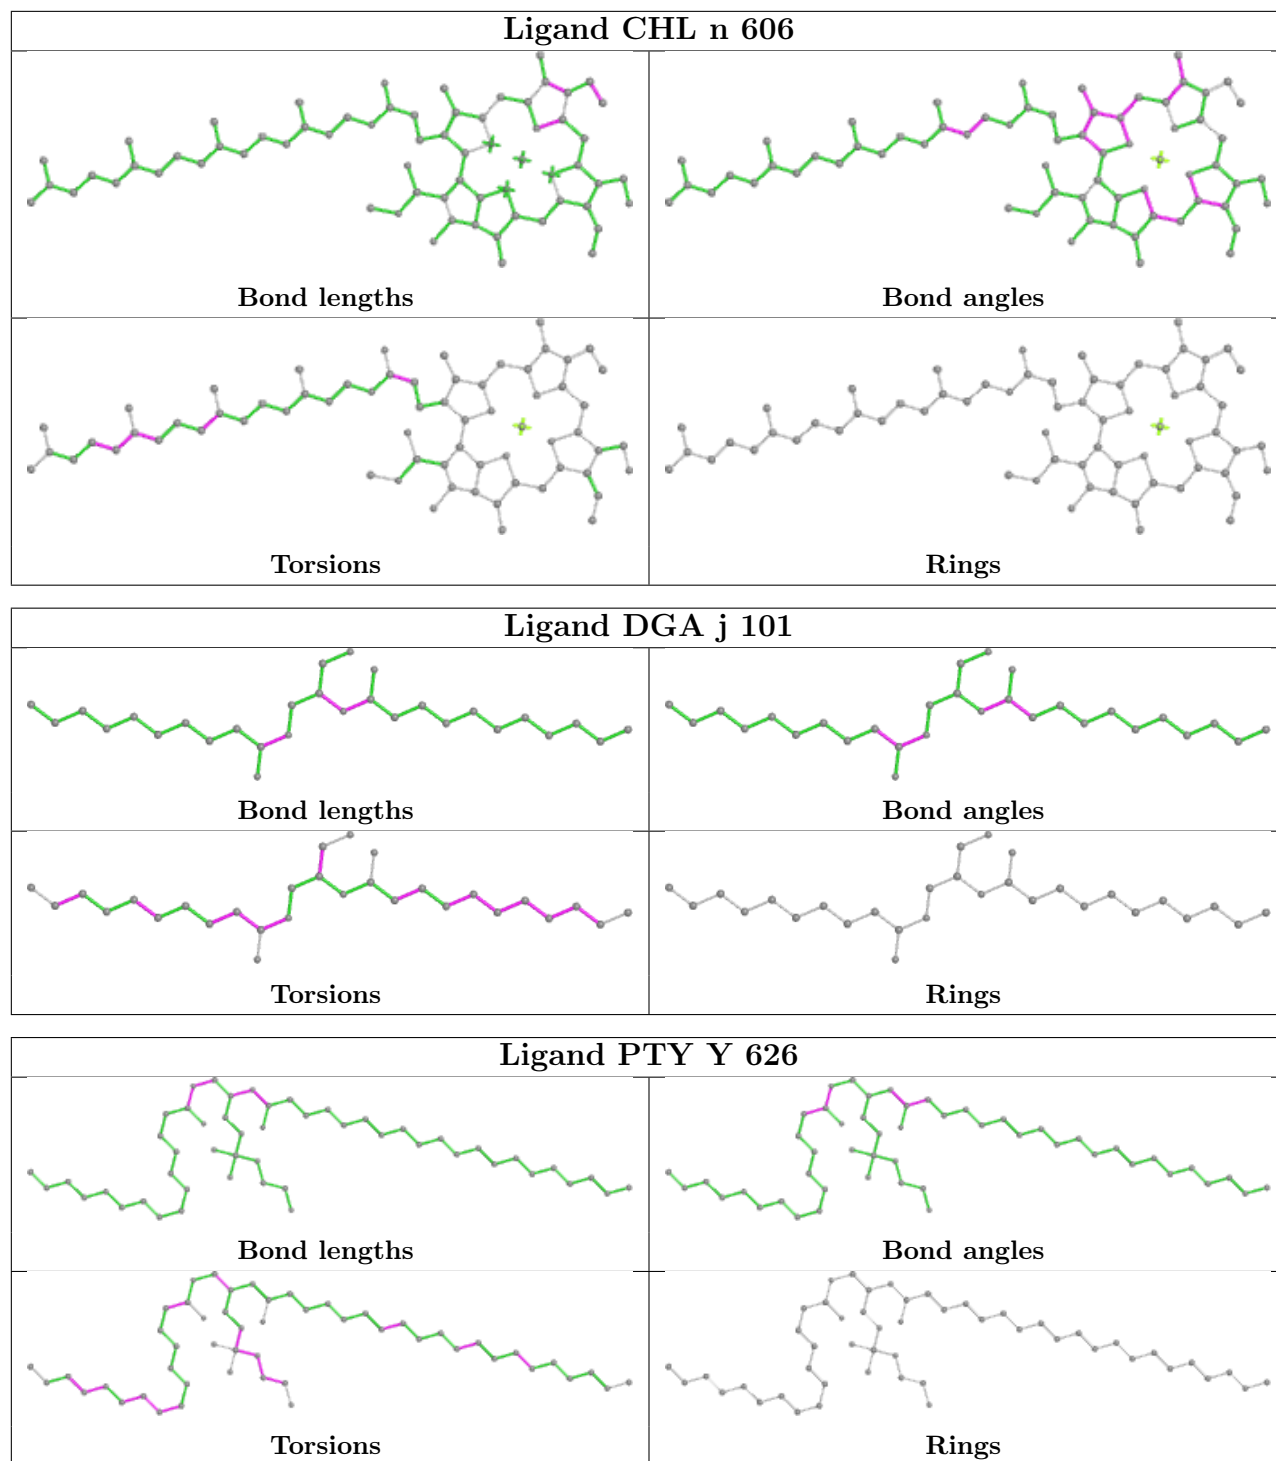 Ligand CHL n 606
Bond lengths
Bond angles
Torsions
Rings
Ligand DGA j 101
Bond lengths
Bond angles
Torsions
Rings
Ligand PTY Y 626
Bond lengths
Bond angles
Torsions
Rings